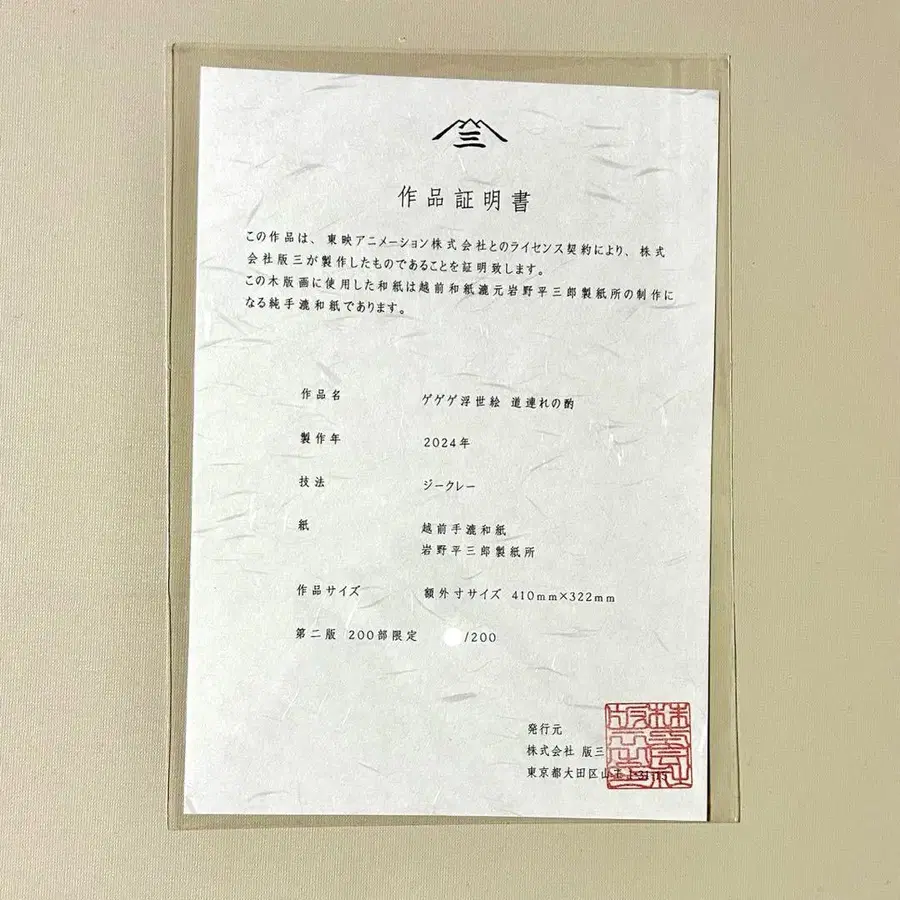 作品証明書
この作品は、東映アニメーション株式会社とのライセンス契約により、株式
会社版三が製作したものであることを証明致します。
この木版画に使用した和紙は越前和紙漉元岩野平三郎製紙所の制作に
なる純手漉和紙であります。
作品名 ゲゲゲ浮世絵 道連れの酌
製作年 2024年
技法 ジークレー
紙 越前手漉和紙
岩野平三郎製紙所
作品サイズ 額外寸サイズ 410mm×322mm
第二版 200部限定 /200
発行元
株式会社 版三
東京都大田区山王